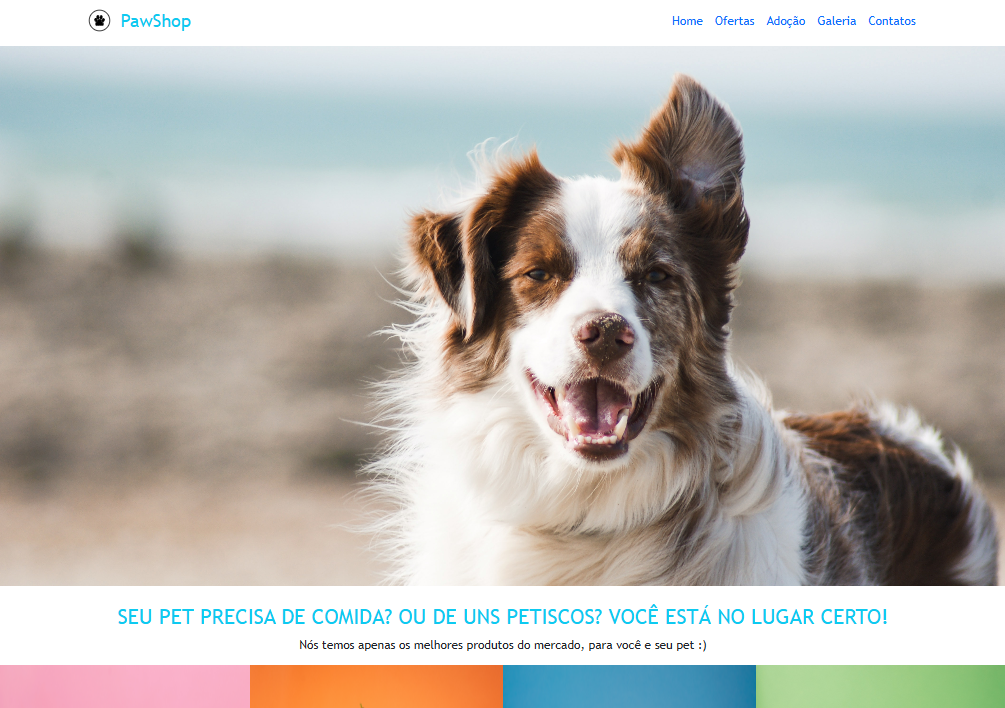 PawShop
Home Ofertas Adoção Galeria Contatos
SEU PET PRECISA DE COMIDA? OU DE UNS PETISCOS? VOCÊ ESTÁ NO LUGAR CERTO!
Nós temos apenas os melhores produtos do mercado, para você e seu pet :)